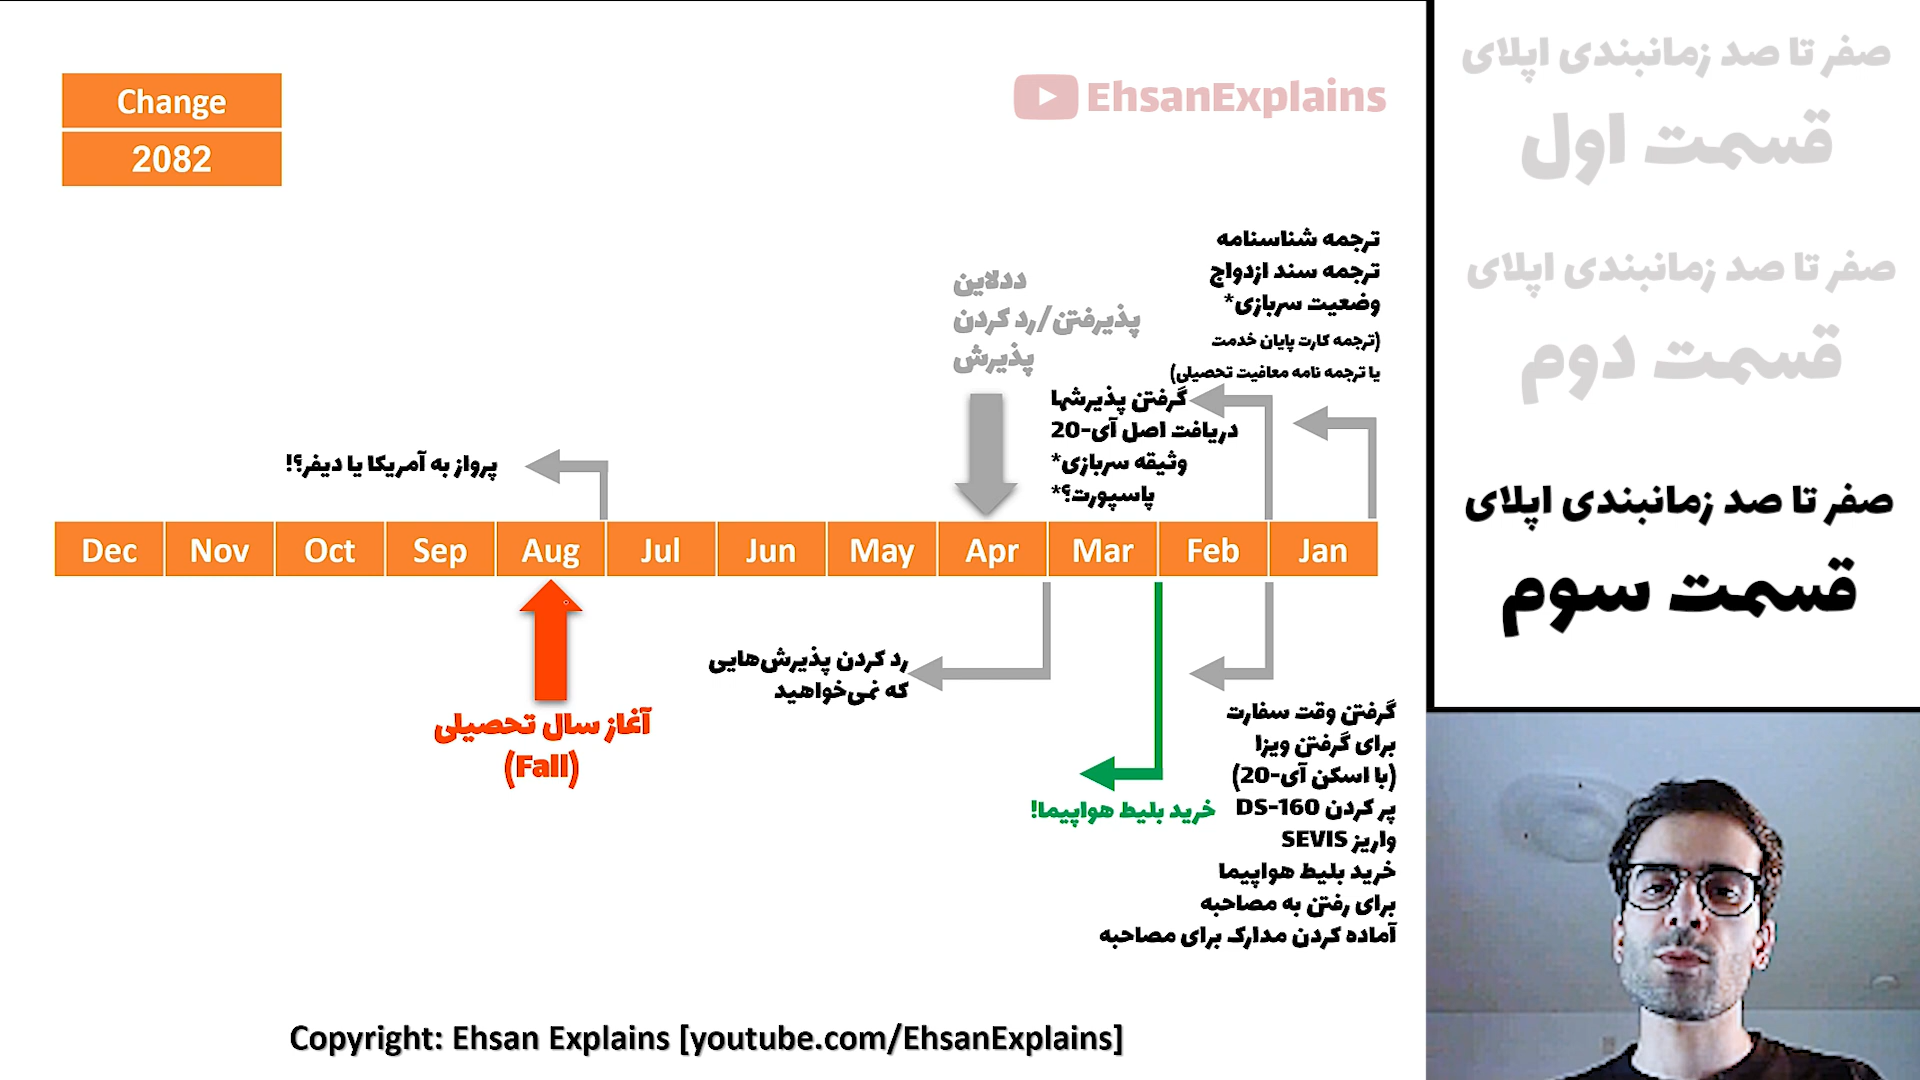 Change
2082
EhsanExplains
ترجمه شناسنامه
ترجمه سند ازدواج
وضعیت سربازی*
(ترجمه کارت پایان خدمت
یا ترجمه نامه معافیت تحصیلی)
ددلاین
پذیرفتن/رد کردن
پذیرش
گرفتن پذیرشها
دریافت اصل آی-20
وثیقه سربازی*
پاسپورت؟*
پرواز به آمریکا یا دیفر؟!
Dec Nov Oct Sep Aug Jul Jun May Apr Mar Feb Jan
آغاز سال تحصیلی
(Fall)
رد کردن پذیرش‌هایی
که نمی‌خواهید
خرید بلیط هواپیما!
گرفتن وقت سفارت
برای گرفتن ویزا
(با اسکن آی-20)
پر کردن DS-160
واریز SEVIS
خرید بلیط هواپیما
برای رفتن به مصاحبه
آماده کردن مدارک برای مصاحبه
Copyright: Ehsan Explains [youtube.com/EhsanExplains]
صفر تا صد زمانبندی اپلای
قسمت اول
صفر تا صد زمانبندی اپلای
قسمت دوم
صفر تا صد زمانبندی اپلای
قسمت سوم